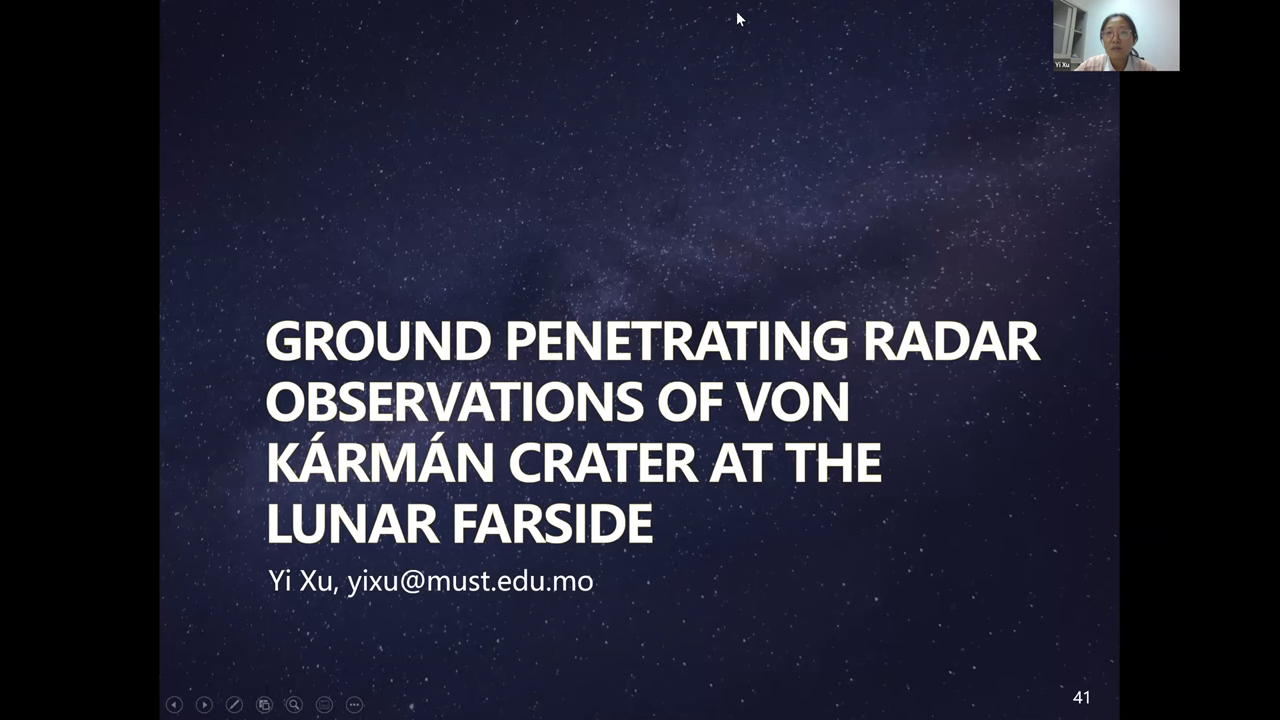 Yi Xu
GROUND PENETRATING RADAR
OBSERVATIONS OF VON
KÁRMÁN CRATER AT THE
LUNAR FARSIDE
Yi Xu, yixu@must.edu.mo
41